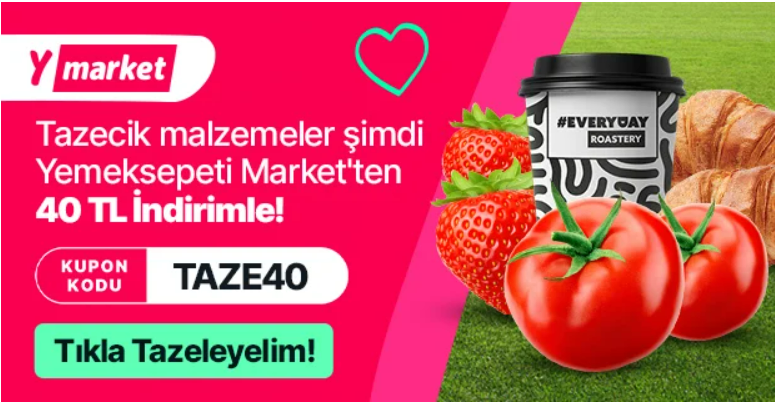 Y market
Tazecik malzemeler şimdi
Yemeksepeti Market'ten
40 TL İndirimle!
KUPON
KODU
TAZE40
Tıkla Tazeleyelim!
#EVERYDAY
ROASTERY